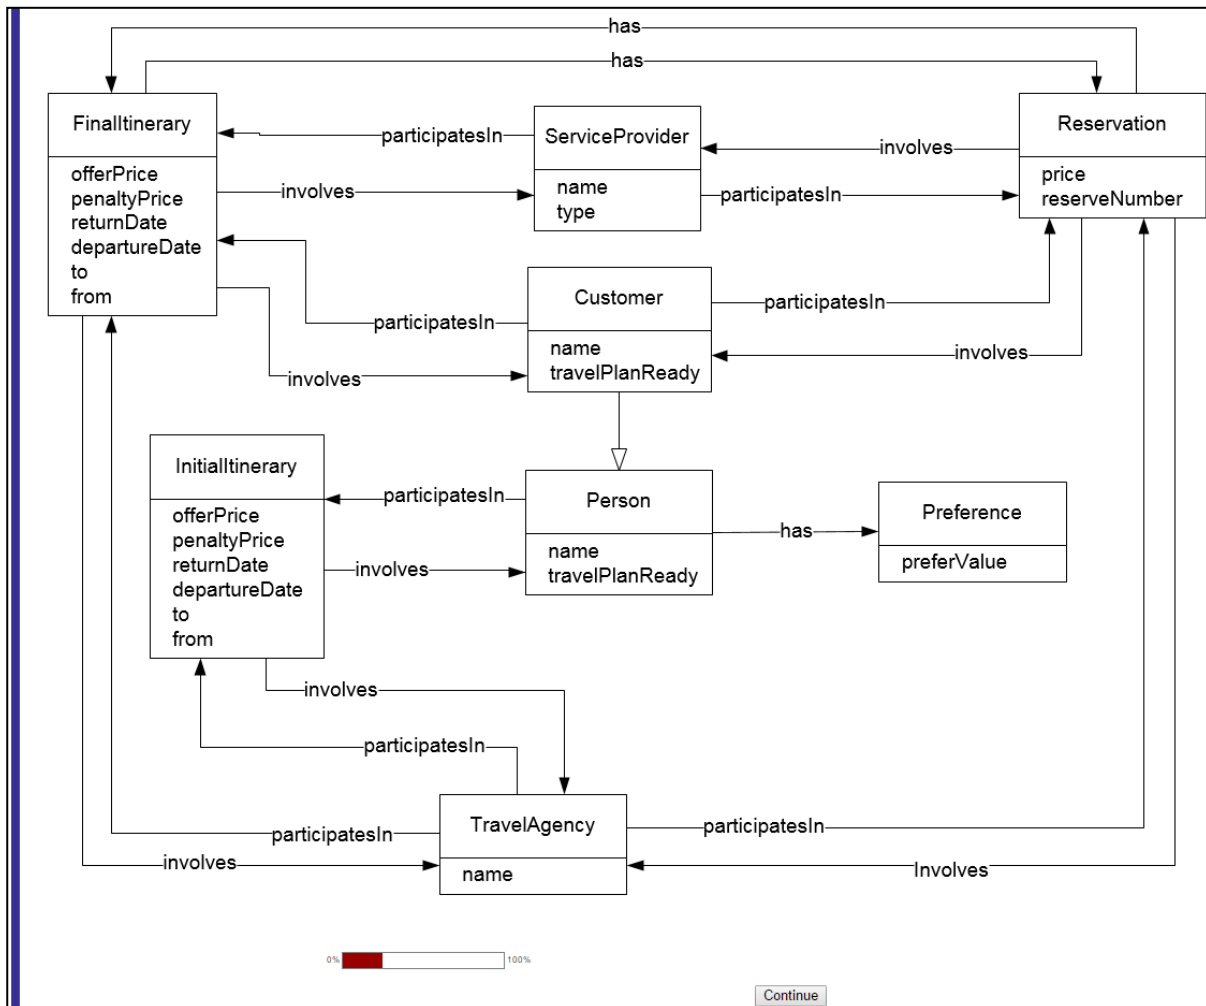 has
has
FinalItinerary
offerPrice
penaltyPrice
returnDate
departureDate
to
from
participatesIn
involves
ServiceProvider
name
type
involves
participatesIn
Reservation
price
reserveNumber
participatesIn
involves
Customer
name
travelPlanReady
participatesIn
involves
InitialItinerary
offerPrice
penaltyPrice
returnDate
departureDate
to
from
participatesIn
involves
Person
name
travelPlanReady
has
Preference
preferValue
involves
participatesIn
participatesIn
involves
TravelAgency
name
participatesIn
Involves
0% 100%
Continue